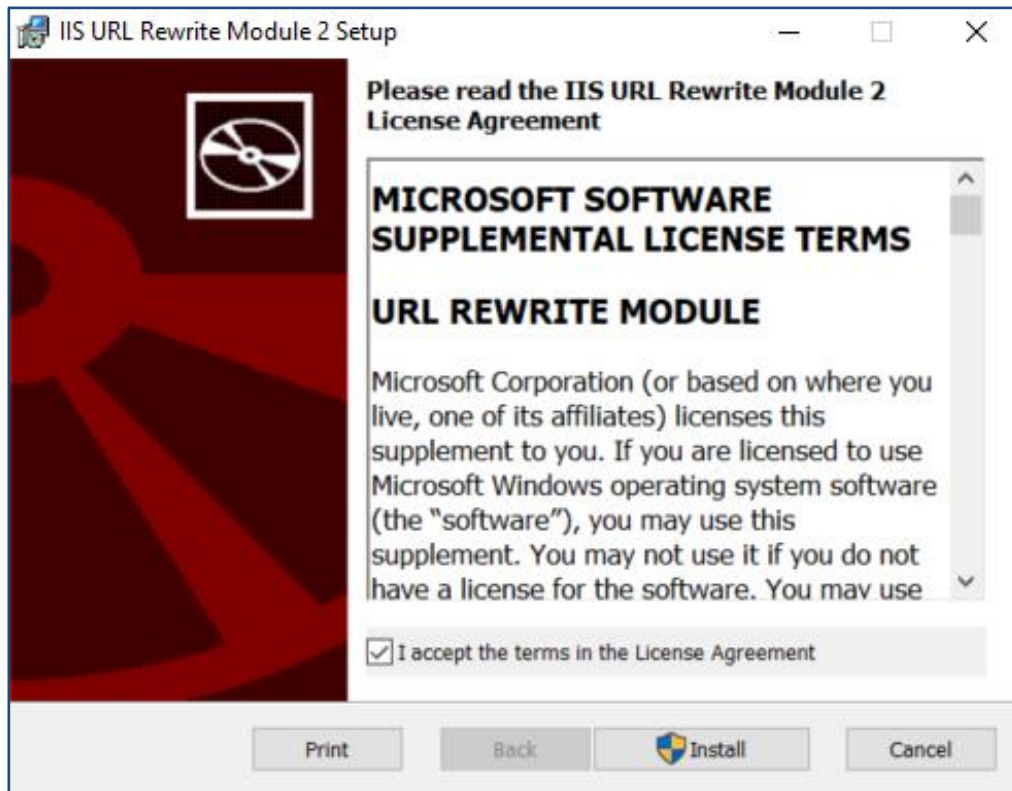 IIS URL Rewrite Module 2 Setup
Please read the IIS URL Rewrite Module 2
License Agreement
MICROSOFT SOFTWARE
SUPPLEMENTAL LICENSE TERMS
URL REWRITE MODULE
Microsoft Corporation (or based on where you
live, one of its affiliates) licenses this
supplement to you. If you are licensed to use
Microsoft Windows operating system software
(the “software”), you may use this
supplement. You may not use it if you do not
have a license for the software. You may use
I accept the terms in the License Agreement
Print Back Install Cancel